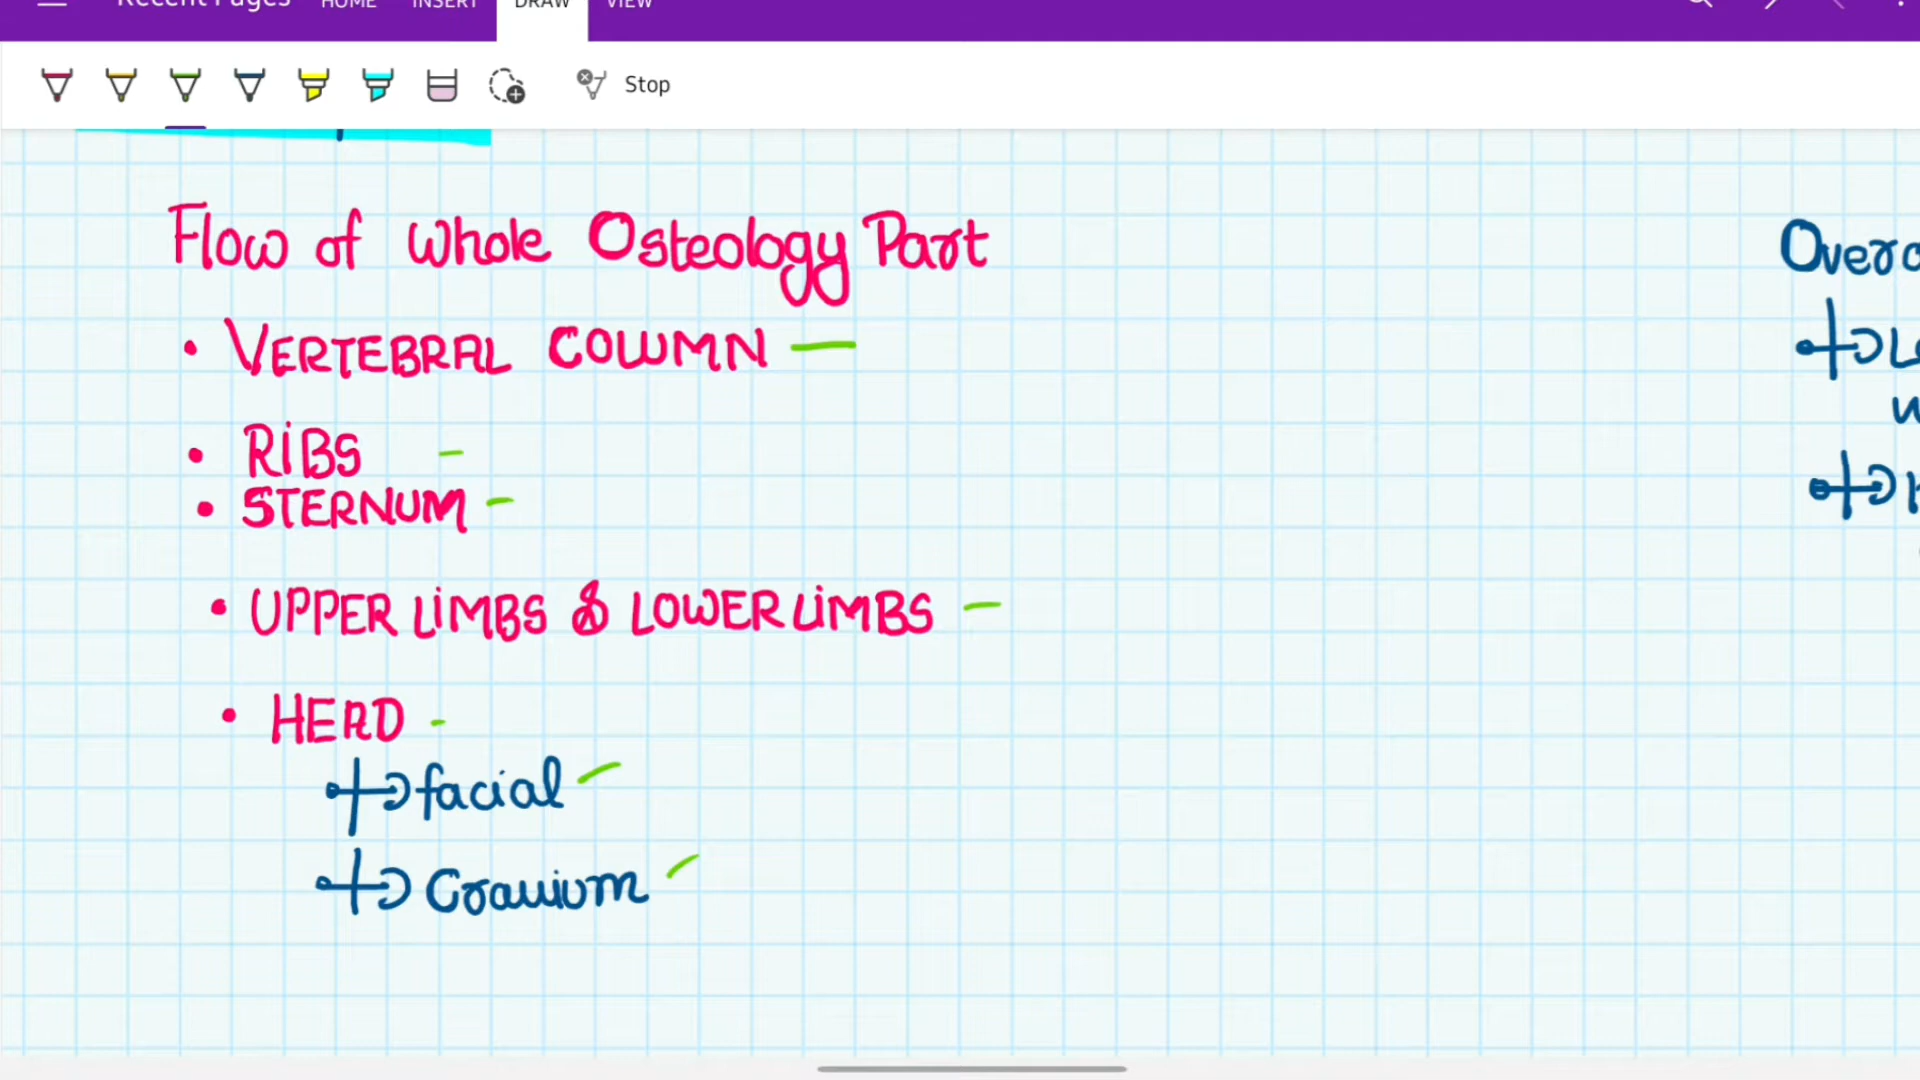 Recent Pages HOME INSERT DRAW VIEW
Stop
Flow of whole Osteology Part
• VERTEBRAL COLUMN
• RIBS
• STERNUM
• UPPER LIMBS & LOWER LIMBS
• HEAD
facial
Cranium